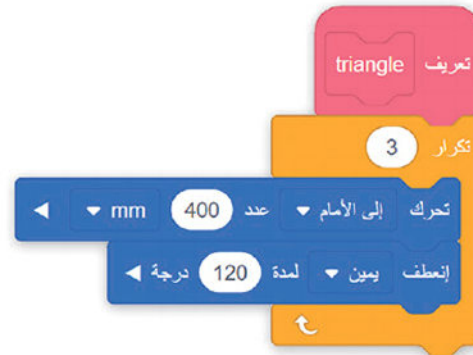 تعريف triangle
تكرار 3
تحرك إلى الأمام عدد 400 mm
إنعطف يمين لمدة 120 درجة